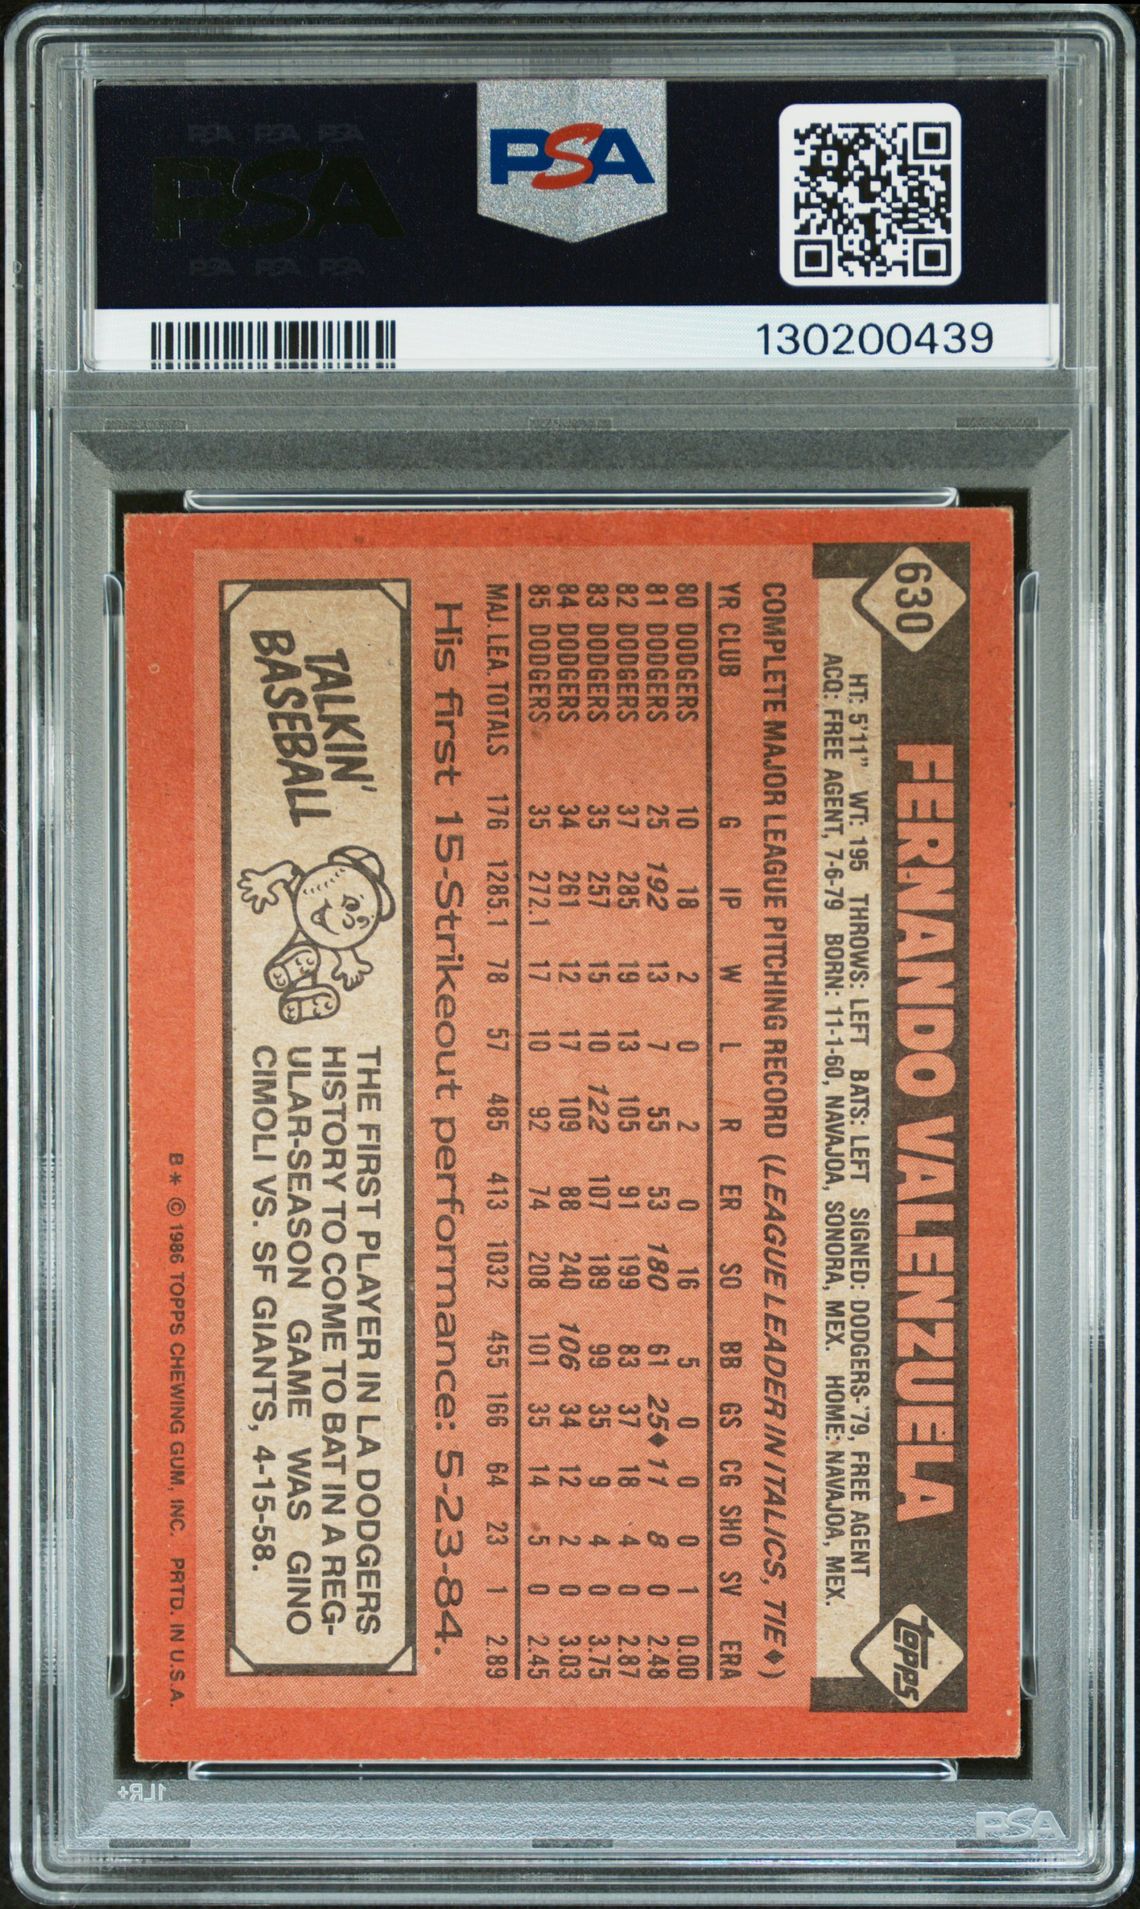 PSA PSA PSA
PSA
PSA PSA PSA
PSA
130200439
630
FERNANDO VALENZUELA
topps
HT: 5'11" WT: 195 THROWS: LEFT BATS: LEFT SIGNED: DODGERS-'79, FREE AGENT
ACQ: FREE AGENT, 7-6-79 BORN: 11-1-60, NAVAJOA, SONORA, MEX. HOME: NAVAJOA, MEX.
COMPLETE MAJOR LEAGUE PITCHING RECORD (LEAGUE LEADER IN ITALICS, TIE♦)
YR CLUB G IP W L R ER SO BB GS CG SHO SV ERA
80 DODGERS 10 18 2 0 2 0 16 5 0 0 0 1 0.00
81 DODGERS 25 192 13 7 55 53 180 61 25♦ 11 8 0 2.48
82 DODGERS 37 285 19 13 105 91 199 83 37 18 4 0 2.87
83 DODGERS 35 257 15 10 122 107 189 99 35 9 4 0 3.75
84 DODGERS 34 261 12 17 109 88 240 106 34 12 2 0 3.03
85 DODGERS 35 272.1 17 10 92 74 208 101 35 14 5 0 2.45
MAJ. LEA. TOTALS 176 1285.1 78 57 485 413 1032 455 166 64 23 1 2.89
His first 15-Strikeout performance: 5-23-84.
TALKIN'
BASEBALL
THE FIRST PLAYER IN LA DODGERS
HISTORY TO COME TO BAT IN A REG-
ULAR-SEASON GAME WAS GINO
CIMOLI VS. SF GIANTS, 4-15-58.
B* © 1986 TOPPS CHEWING GUM, INC. PRTD. IN U.S.A.
1LR+
PSA